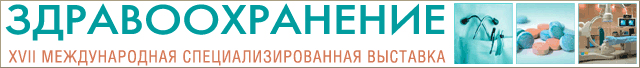 ЗДРАВООХРАНЕНИЕ
XVII МЕЖДУНАРОДНАЯ СПЕЦИАЛИЗИРОВАННАЯ ВЫСТАВКА